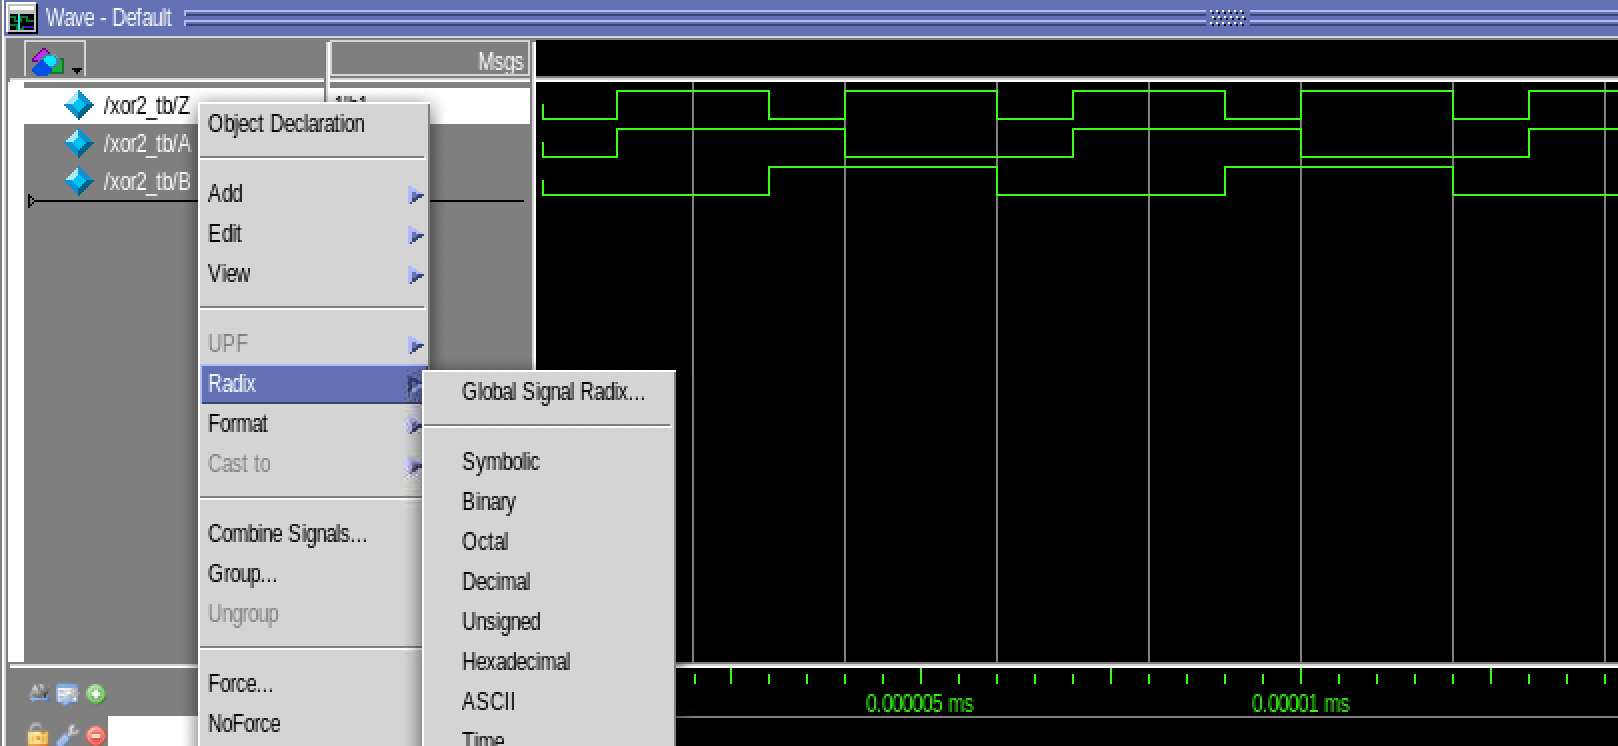 Wave - Default
Msgs
/xor2_tb/Z
/xor2_tb/A
/xor2_tb/B
Object Declaration
Add
Edit
View
UPF
Radix
Format
Cast to
Combine Signals...
Group...
Ungroup
Force...
NoForce
Global Signal Radix...
Symbolic
Binary
Octal
Decimal
Unsigned
Hexadecimal
ASCII
Time
0.000005 ms
0.00001 ms